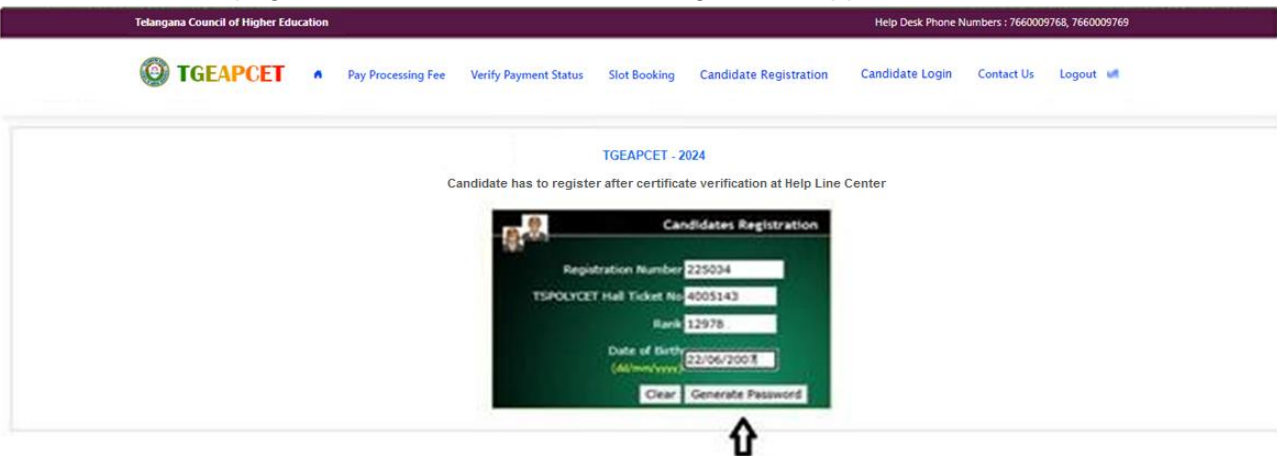 Telangana Council of Higher Education Help Desk Phone Numbers : 7660009768, 7660009769
TGEAPCET Pay Processing Fee Verify Payment Status Slot Booking Candidate Registration Candidate Login Contact Us Logout
TGEAPCET - 2024
Candidate has to register after certificate verification at Help Line Center
Candidates Registration
Registration Number 225034
TSPOLYCET Hall Ticket No 4005143
Rank 12978
Date of Birth
(dd/mm/yyyy)
Clear Generate Password